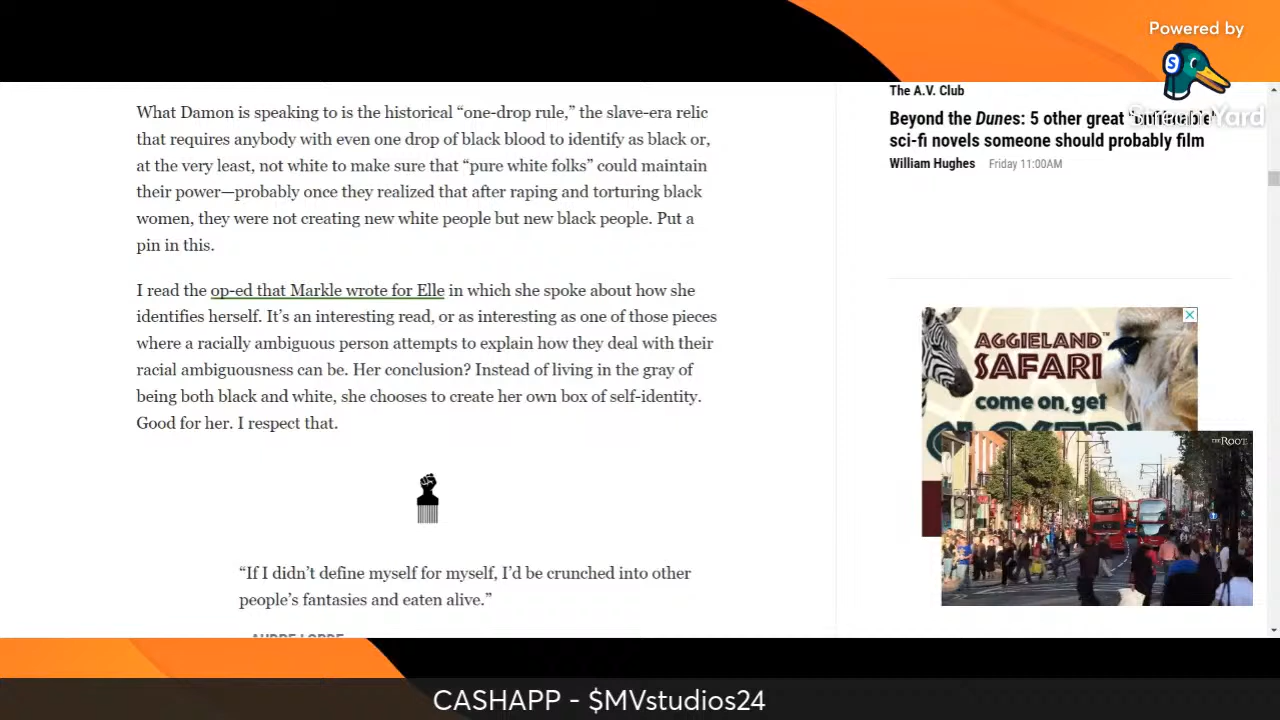 Powered by
StreamYard
What Damon is speaking to is the historical “one-drop rule,” the slave-era relic
that requires anybody with even one drop of black blood to identify as black or,
at the very least, not white to make sure that “pure white folks” could maintain
their power—probably once they realized that after raping and torturing black
women, they were not creating new white people but new black people. Put a
pin in this.
I read the op-ed that Markle wrote for Elle in which she spoke about how she
identifies herself. It’s an interesting read, or as interesting as one of those pieces
where a racially ambiguous person attempts to explain how they deal with their
racial ambiguousness can be. Her conclusion? Instead of living in the gray of
being both black and white, she chooses to create her own box of self-identity.
Good for her. I respect that.
“If I didn’t define myself for myself, I’d be crunched into other
people’s fantasies and eaten alive.”
AUDRE LORDE
The A.V. Club
Beyond the Dunes: 5 other great "unfilmable"
sci-fi novels someone should probably film
William Hughes Friday 11:00AM
AGGIELAND™
SAFARI
come on, get
CLOSER!
THE ROOT
CASHAPP - $MVstudios24